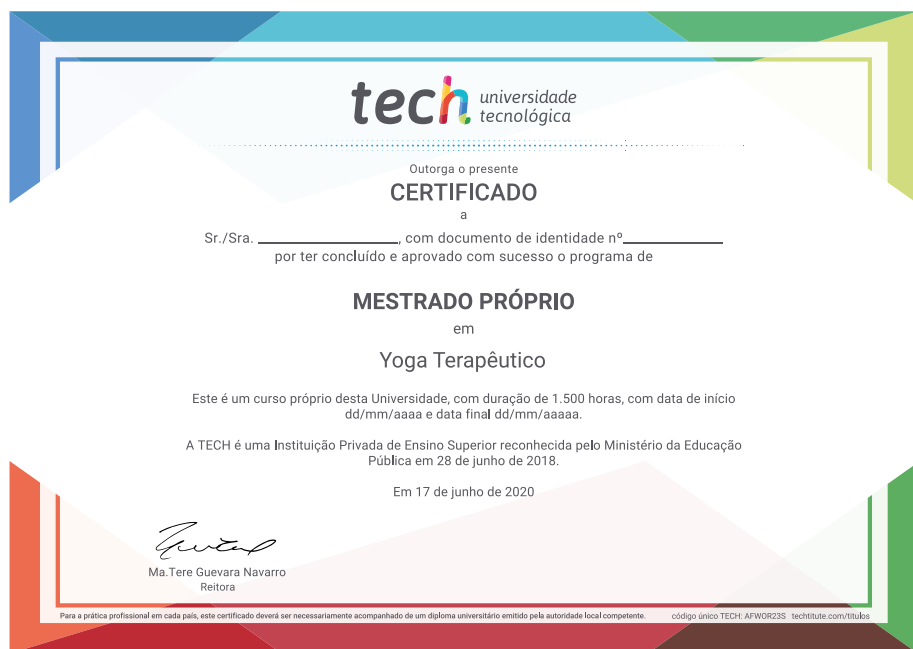 tech universidade
tecnológica
Outorga o presente
CERTIFICADO
a
Sr./Sra. ____________________, com documento de identidade nº______________
por ter concluído e aprovado com sucesso o programa de
MESTRADO PRÓPRIO
em
Yoga Terapêutico
Este é um curso próprio desta Universidade, com duração de 1.500 horas, com data de início
dd/mm/aaaa e data final dd/mm/aaaaa.
A TECH é uma Instituição Privada de Ensino Superior reconhecida pelo Ministério da Educação
Pública em 28 de junho de 2018.
Em 17 de junho de 2020
Ma.Tere Guevara Navarro
Reitora
Para a prática profissional em cada país, este certificado deverá ser necessariamente acompanhado de um diploma universitário emitido pela autoridade local competente. código único TECH: AFWOR23S techtitute.com/titulos